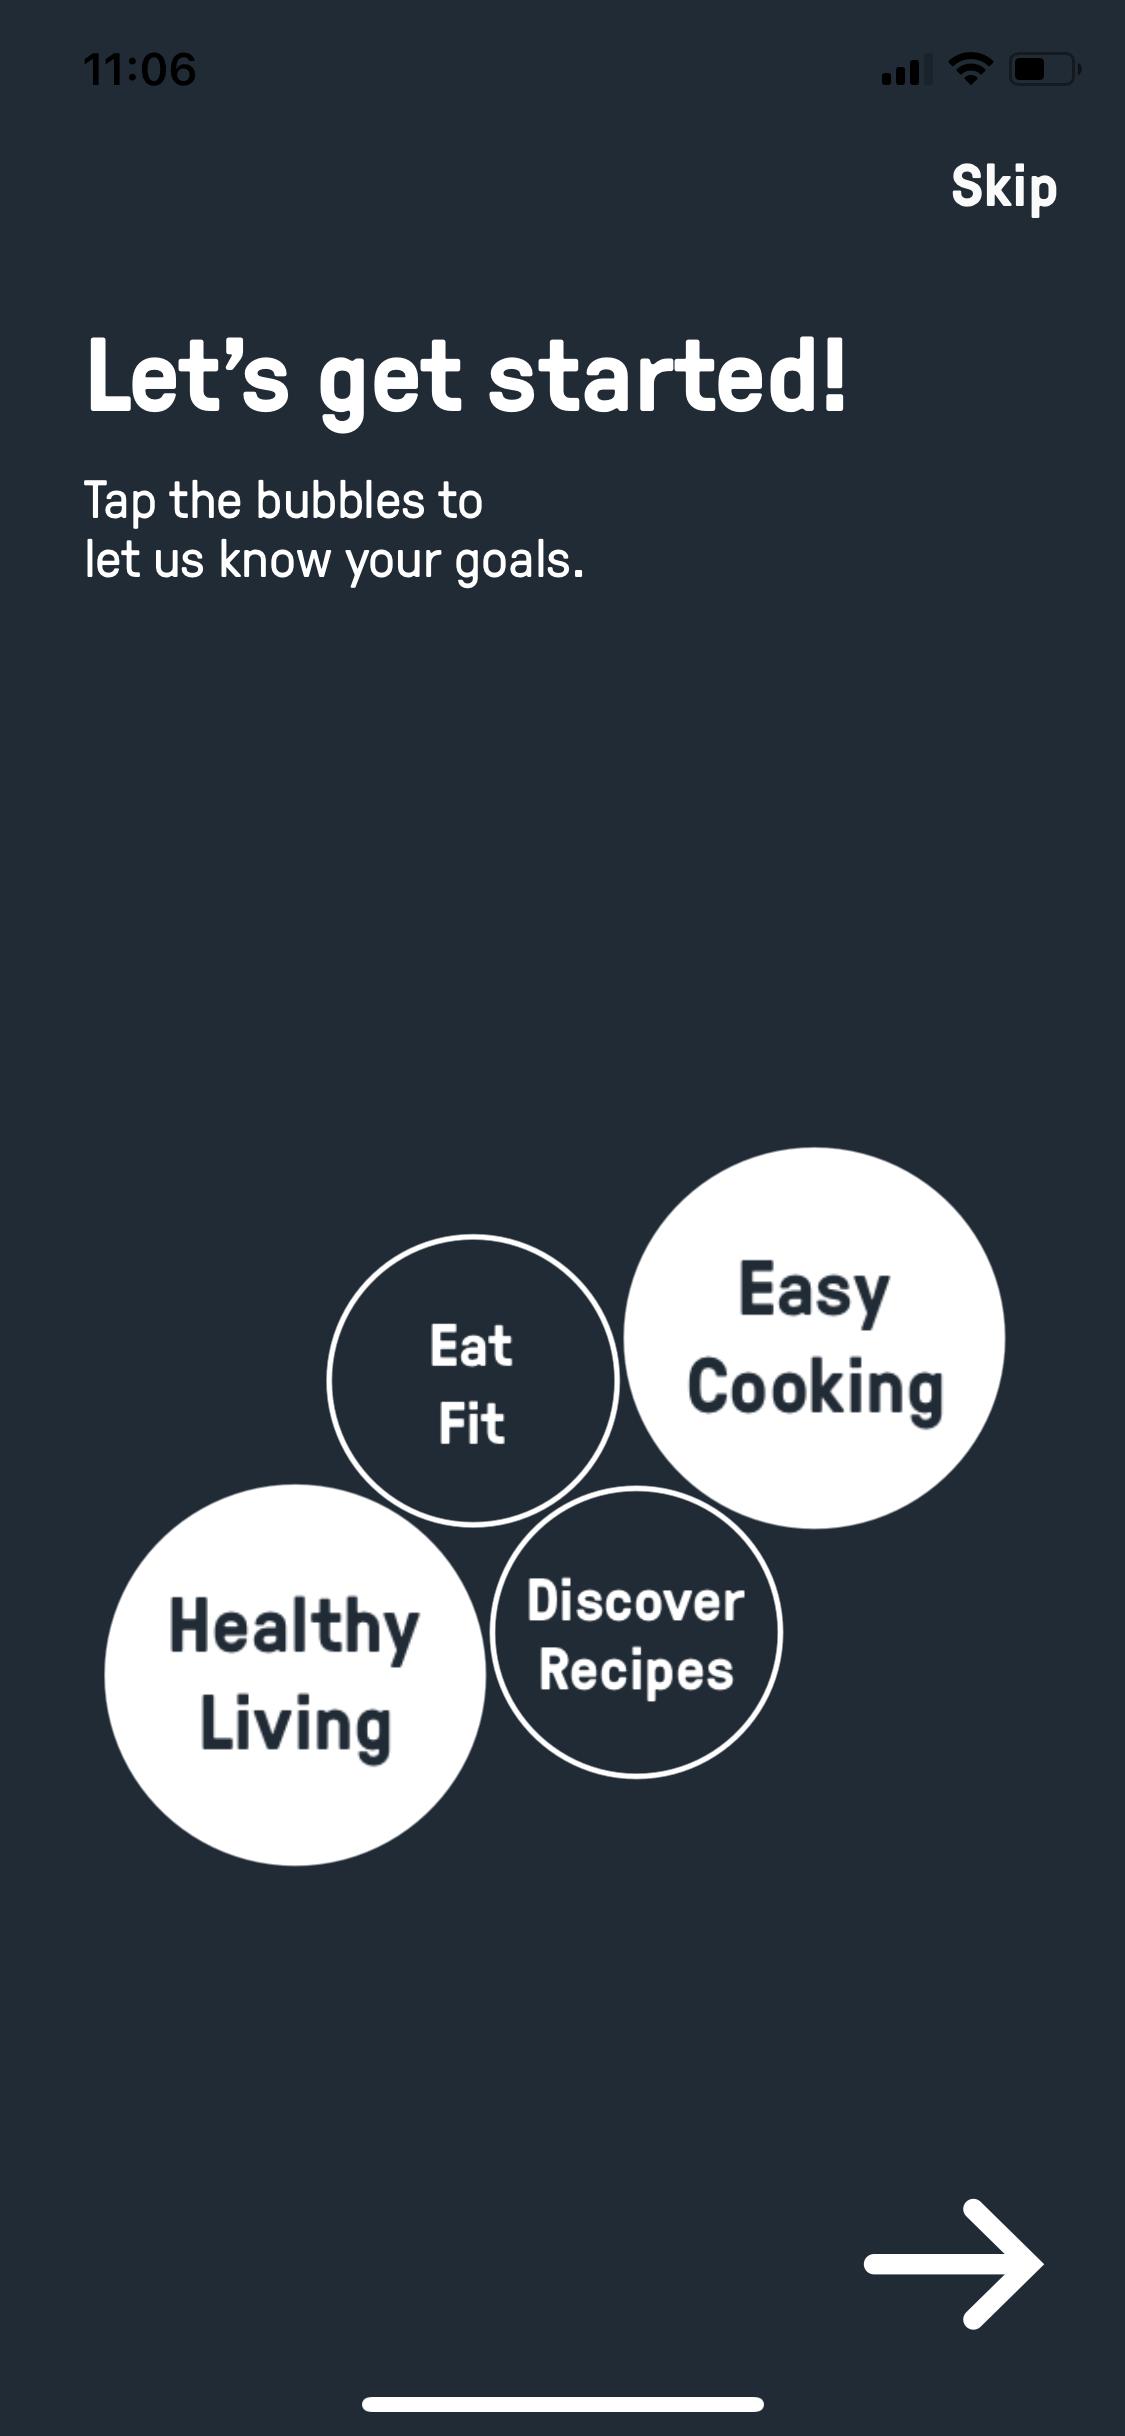 11:06
Skip
Let’s get started!
Tap the bubbles to
let us know your goals.
Easy
Cooking
Eat
Fit
Healthy
Living
Discover
Recipes